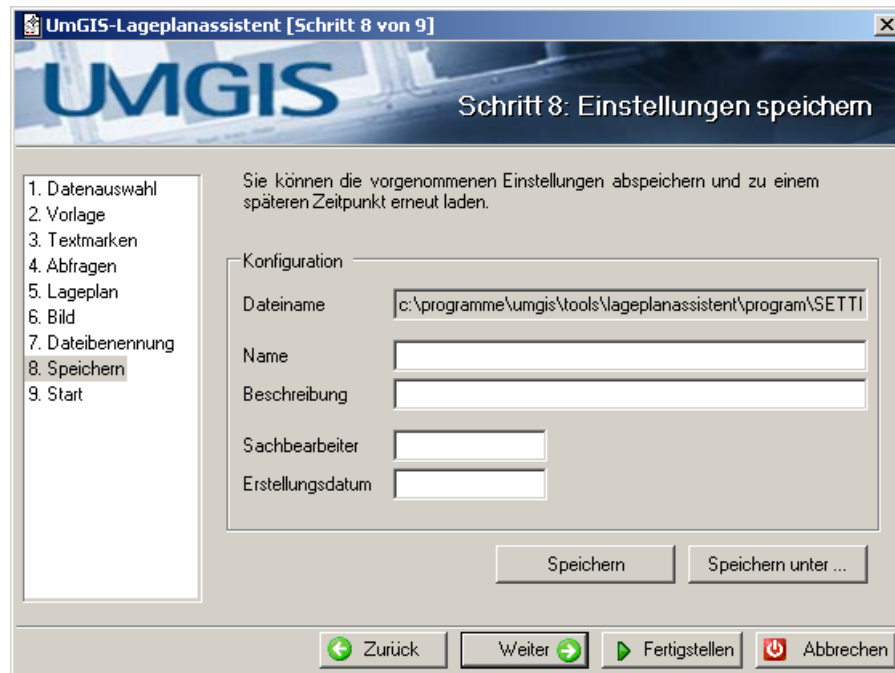 UmGIS-Lageplanassistent [Schritt 8 von 9]
UMGIS
Schritt 8: Einstellungen speichern
1. Datenauswahl
2. Vorlage
3. Textmarken
4. Abfragen
5. Lageplan
6. Bild
7. Dateibenennung
8. Speichern
9. Start
Sie können die vorgenommenen Einstellungen abspeichern und zu einem
späteren Zeitpunkt erneut laden.
Konfiguration
Dateiname
c:\programme\umgis\tools\lageplanassistent\program\SETTI
Name
Beschreibung
Sachbearbeiter
Erstellungsdatum
Speichern
Speichern unter ...
Zurück
Weiter
Fertigstellen
Abbrechen